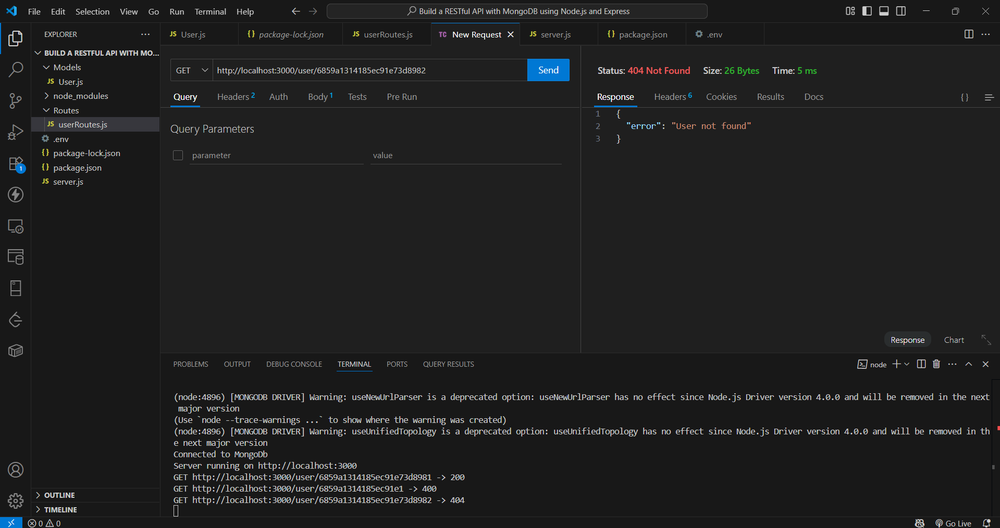 File Edit Selection View Go Run Terminal Help
Build a RESTful API with MongoDB using Node.js and Express
EXPLORER
BUILD A RESTFUL API WITH MO...
Models
JS User.js
node_modules
Routes
JS userRoutes.js
.env
{} package-lock.json
{} package.json
JS server.js
OUTLINE
TIMELINE
1
JS User.js {} package-lock.json JS userRoutes.js TC New Request JS server.js {} package.json .env
GET http://localhost:3000/user/6859a1314185ec91e73d8982 Send
Query Headers 2 Auth Body 1 Tests Pre Run
Query Parameters
parameter value
Status: 404 Not Found Size: 26 Bytes Time: 5 ms
Response Headers 6 Cookies Results Docs {}
1 {
2 "error": "User not found"
3 }
Response Chart
PROBLEMS OUTPUT DEBUG CONSOLE TERMINAL PORTS QUERY RESULTS node
(node:4896) [MONGODB DRIVER] Warning: useNewUrlParser is a deprecated option: useNewUrlParser has no effect since Node.js Driver version 4.0.0 and will be removed in the next
major version
(Use `node --trace-warnings ...` to show where the warning was created)
(node:4896) [MONGODB DRIVER] Warning: useUnifiedTopology is a deprecated option: useUnifiedTopology has no effect since Node.js Driver version 4.0.0 and will be removed in th
e next major version
Connected to MongoDb
Server running on http://localhost:3000
GET http://localhost:3000/user/6859a1314185ec91e73d8981 -> 200
GET http://localhost:3000/user/6859a1314185ec91e1 -> 400
GET http://localhost:3000/user/6859a1314185ec91e73d8982 -> 404
0 0 Go Live